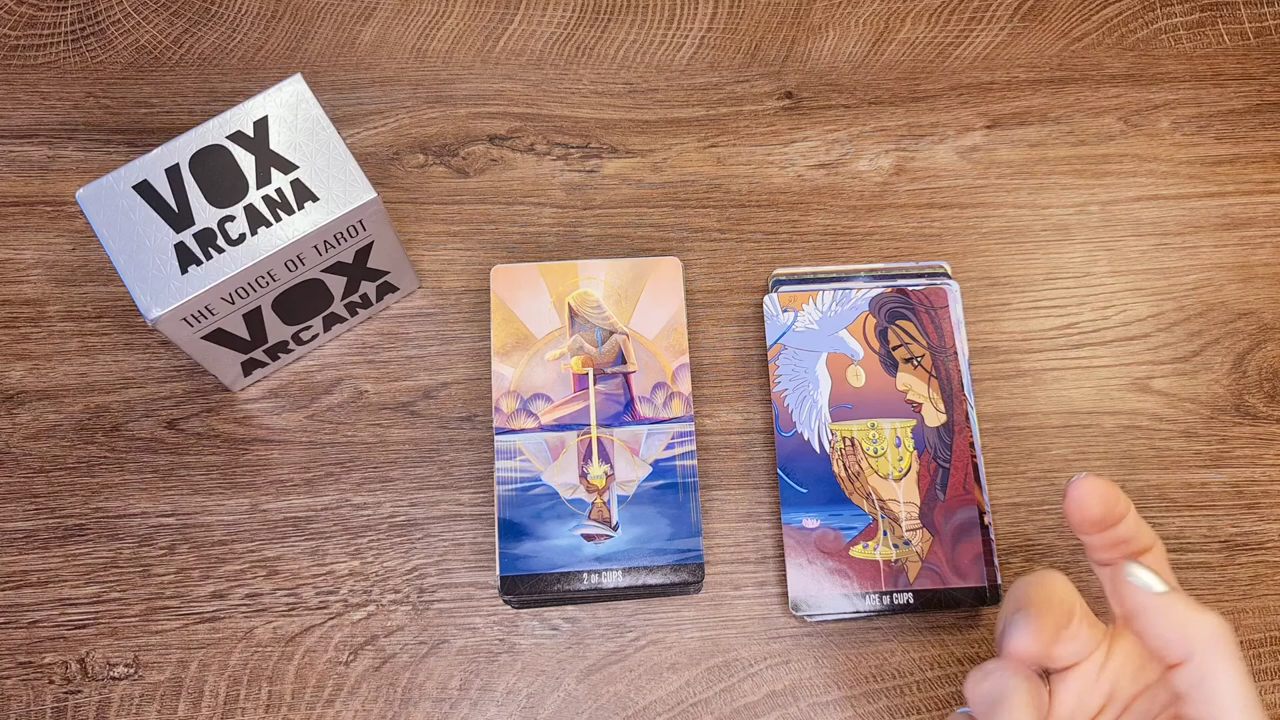 VOX
ARCANA
THE VOICE OF TAROT
VOX
ARCANA
2 OF CUPS
ACE OF CUPS